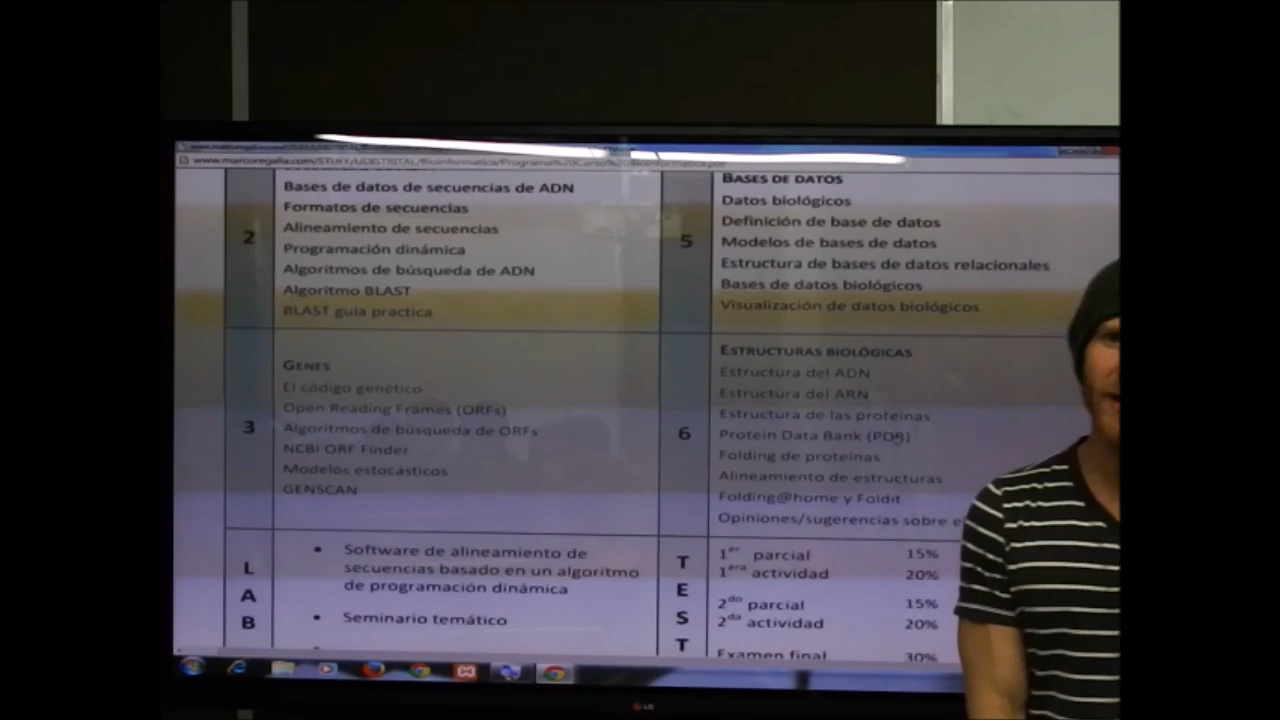 www.marcoregalla.com/STUFF/UDISTRITAL/Bioinformatica/Programa%20Curso%20Bioinformatica.pdf
2
Bases de datos de secuencias de ADN
Formatos de secuencias
Alineamiento de secuencias
Programación dinámica
Algoritmos de búsqueda de ADN
Algoritmo BLAST
BLAST guia practica
5
BASES DE DATOS
Datos biológicos
Definición de base de datos
Modelos de bases de datos
Estructura de bases de datos relacionales
Bases de datos biológicos
Visualización de datos biológicos
3
GENES
El código genético
Open Reading Frames (ORFs)
Algoritmos de búsqueda de ORFs
NCBI ORF Finder
Modelos estocásticos
GENSCAN
6
ESTRUCTURAS BIOLÓGICAS
Estructura del ADN
Estructura del ARN
Estructura de las proteinas
Protein Data Bank (PDB)
Folding de proteinas
Alineamiento de estructuras
Folding@home y Foldit
Opiniones/sugerencias sobre e
L
A
B
• Software de alineamiento de
secuencias basado en un algoritmo
de programación dinámica
• Seminario temático
T
E
S
T
1er parcial 15%
1era actividad 20%
2do parcial 15%
2da actividad 20%
Examen final 30%
LG